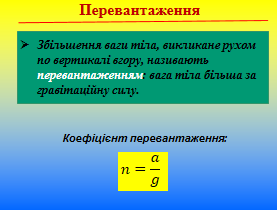 Перевантаження
➢ Збільшення ваги тіла, викликане рухом
по вертикалі вгору, називають
перевантаженням: вага тіла більша за
гравітаційну силу.
Коефіцієнт перевантаження:
n = a/g